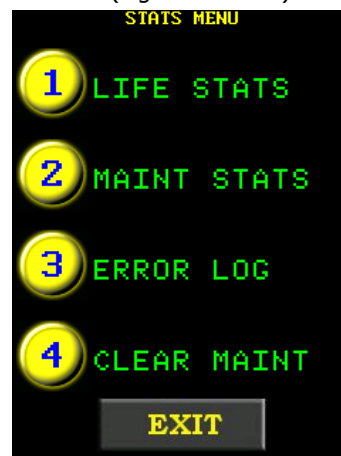 STATS MENU
1 LIFE STATS
2 MAINT STATS
3 ERROR LOG
4 CLEAR MAINT
EXIT